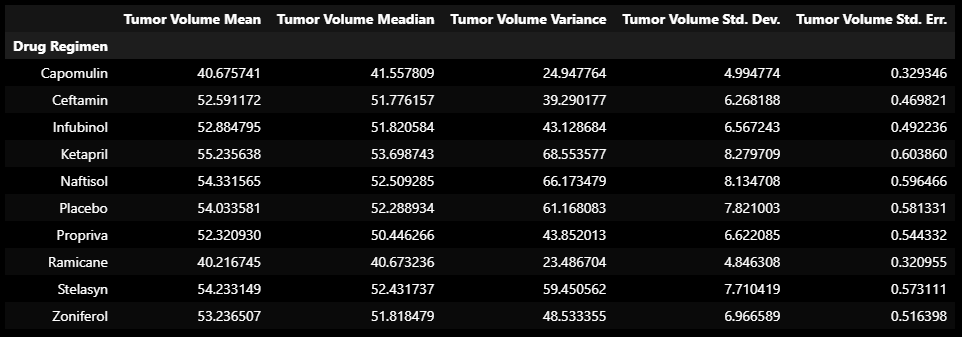 Tumor Volume Mean Tumor Volume Meadian Tumor Volume Variance Tumor Volume Std. Dev. Tumor Volume Std. Err.
Drug Regimen
Capomulin 40.675741 41.557809 24.947764 4.994774 0.329346
Ceftamin 52.591172 51.776157 39.290177 6.268188 0.469821
Infubinol 52.884795 51.820584 43.128684 6.567243 0.492236
Ketapril 55.235638 53.698743 68.553577 8.279709 0.603860
Naftisol 54.331565 52.509285 66.173479 8.134708 0.596466
Placebo 54.033581 52.288934 61.168083 7.821003 0.581331
Propriva 52.320930 50.446266 43.852013 6.622085 0.544332
Ramicane 40.216745 40.673236 23.486704 4.846308 0.320955
Stelasyn 54.233149 52.431737 59.450562 7.710419 0.573111
Zoniferol 53.236507 51.818479 48.533355 6.966589 0.516398